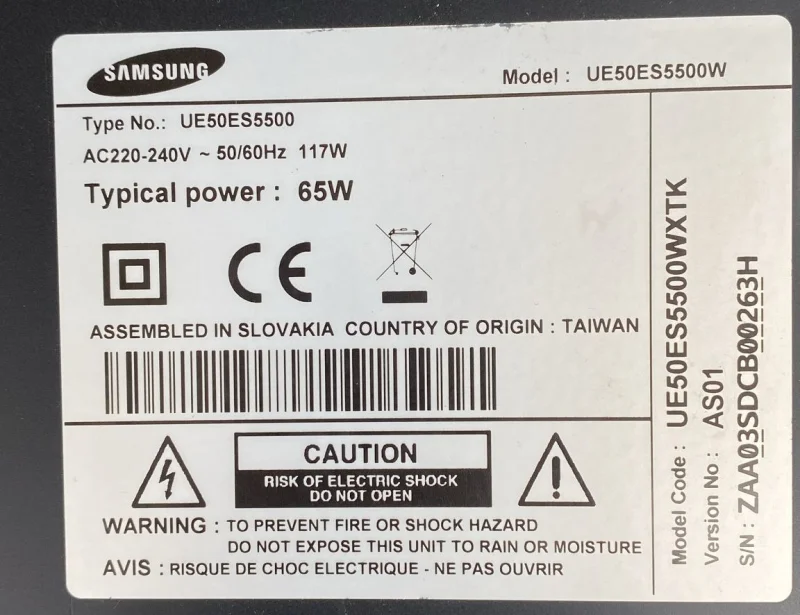 SAMSUNG
Model : UE50ES5500W
Type No.: UE50ES5500
AC220-240V ~ 50/60Hz 117W
Typical power : 65W
CE
ASSEMBLED IN SLOVAKIA COUNTRY OF ORIGIN : TAIWAN
CAUTION
RISK OF ELECTRIC SHOCK
DO NOT OPEN
WARNING : TO PREVENT FIRE OR SHOCK HAZARD
DO NOT EXPOSE THIS UNIT TO RAIN OR MOISTURE
AVIS : RISQUE DE CHOC ELECTRIQUE - NE PAS OUVRIR
Model Code : UE50ES5500WXTK
Version No : AS01
S/N : ZAA03SDCB00263H